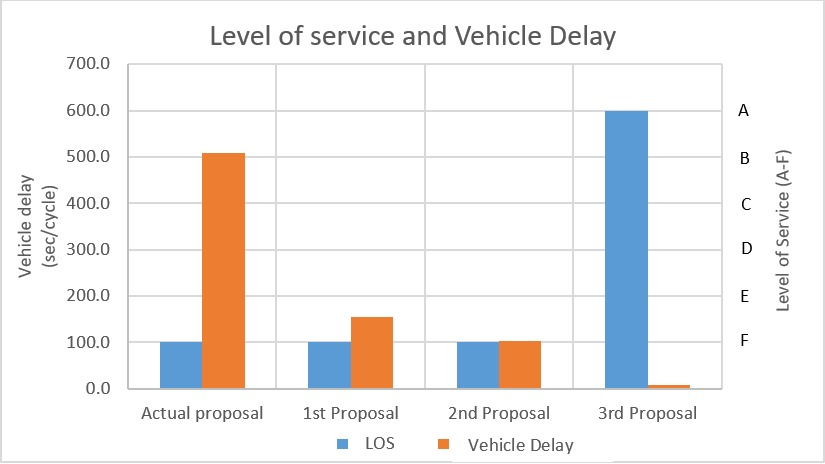 Level of service and Vehicle Delay
700.0
600.0
500.0
400.0
300.0
200.0
100.0
0.0
Vehicle delay
(sec/cycle)
A
B
C
D
E
F
Level of Service (A-F)
Actual proposal
1st Proposal
2nd Proposal
3rd Proposal
LOS
Vehicle Delay